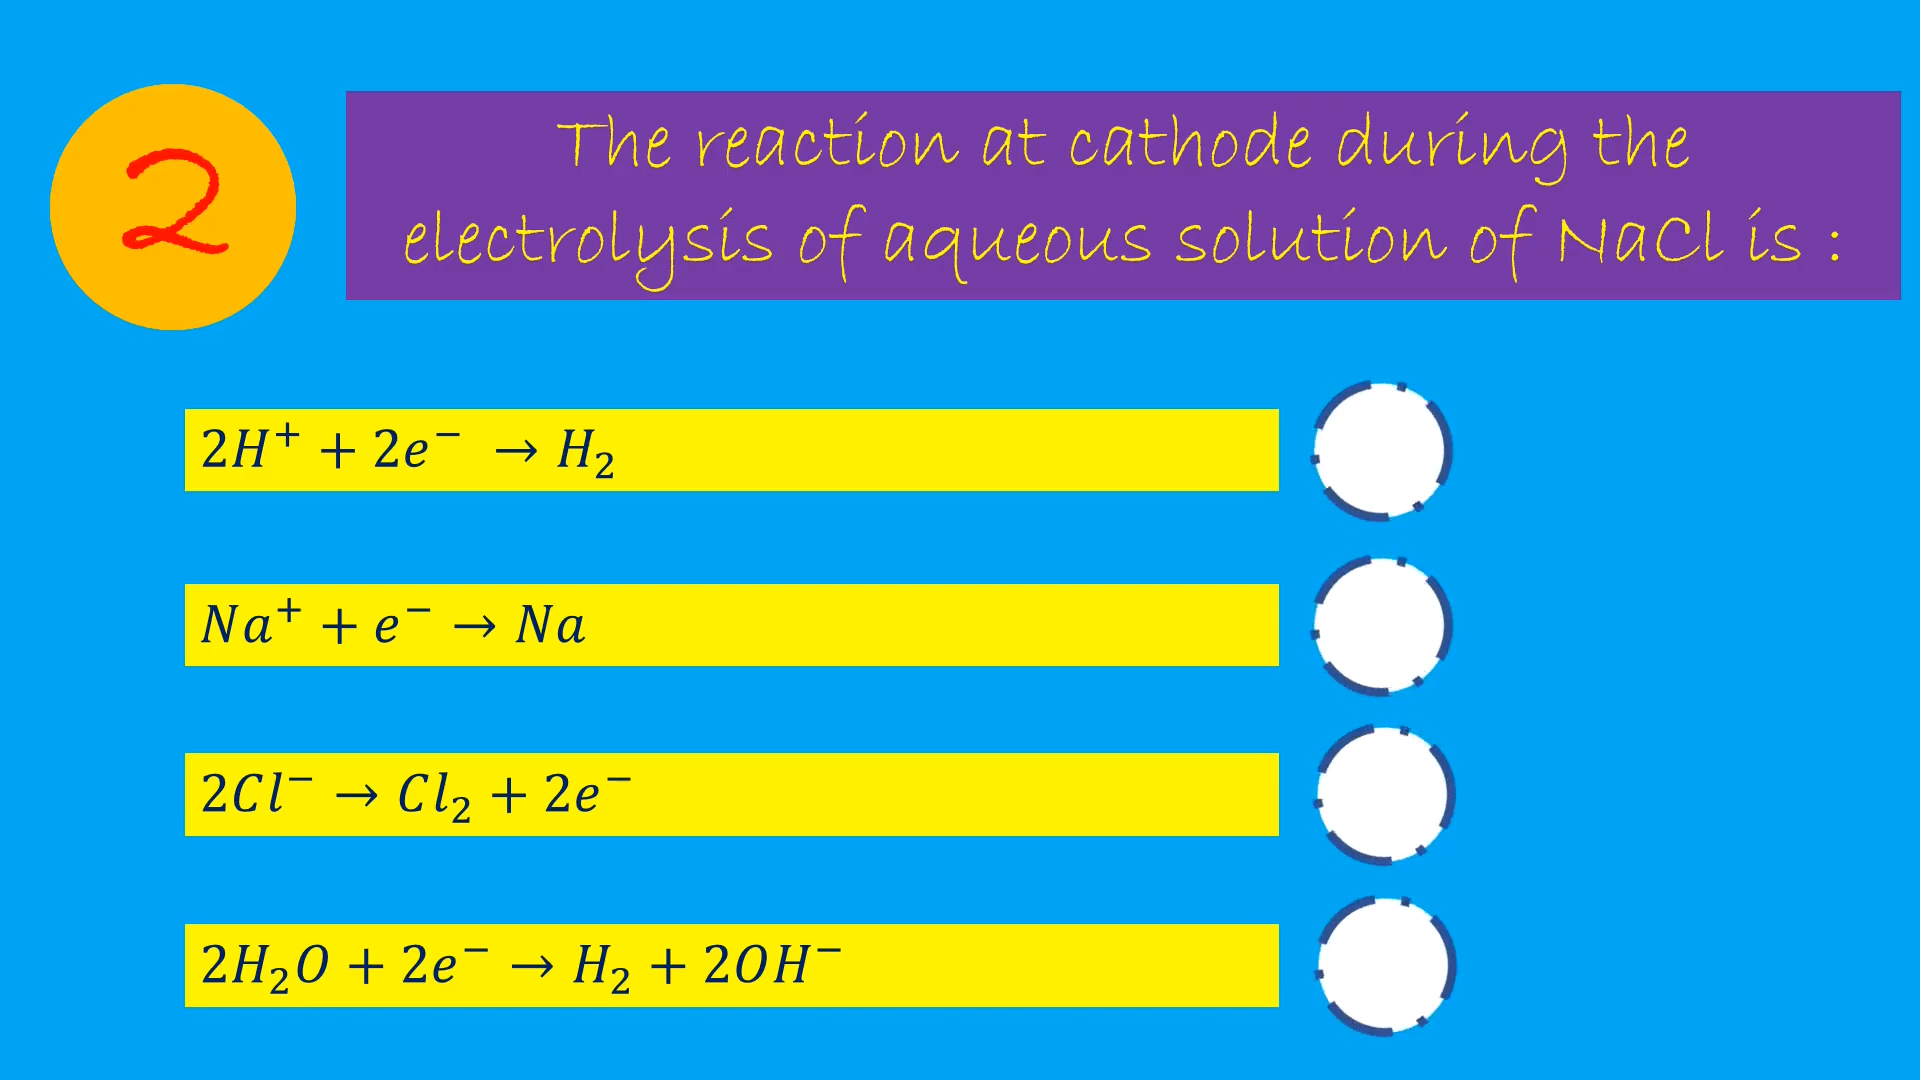 2
The reaction at cathode during the
electrolysis of aqueous solution of NaCl is :
2H⁺ + 2e⁻ → H₂
Na⁺ + e⁻ → Na
2Cl⁻ → Cl₂ + 2e⁻
2H₂O + 2e⁻ → H₂ + 2OH⁻